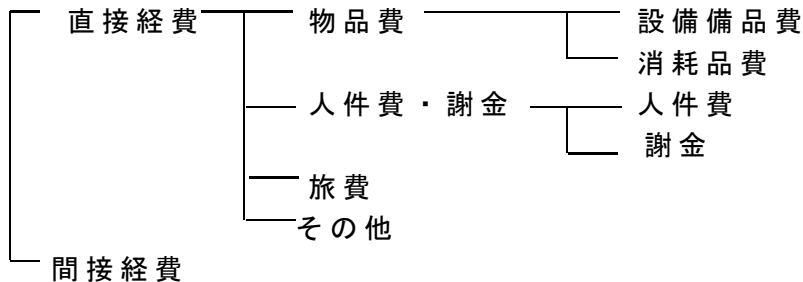 直接経費 物品費 設備備品費
消耗品費
人件費・謝金 人件費
謝金
旅費
その他
間接経費